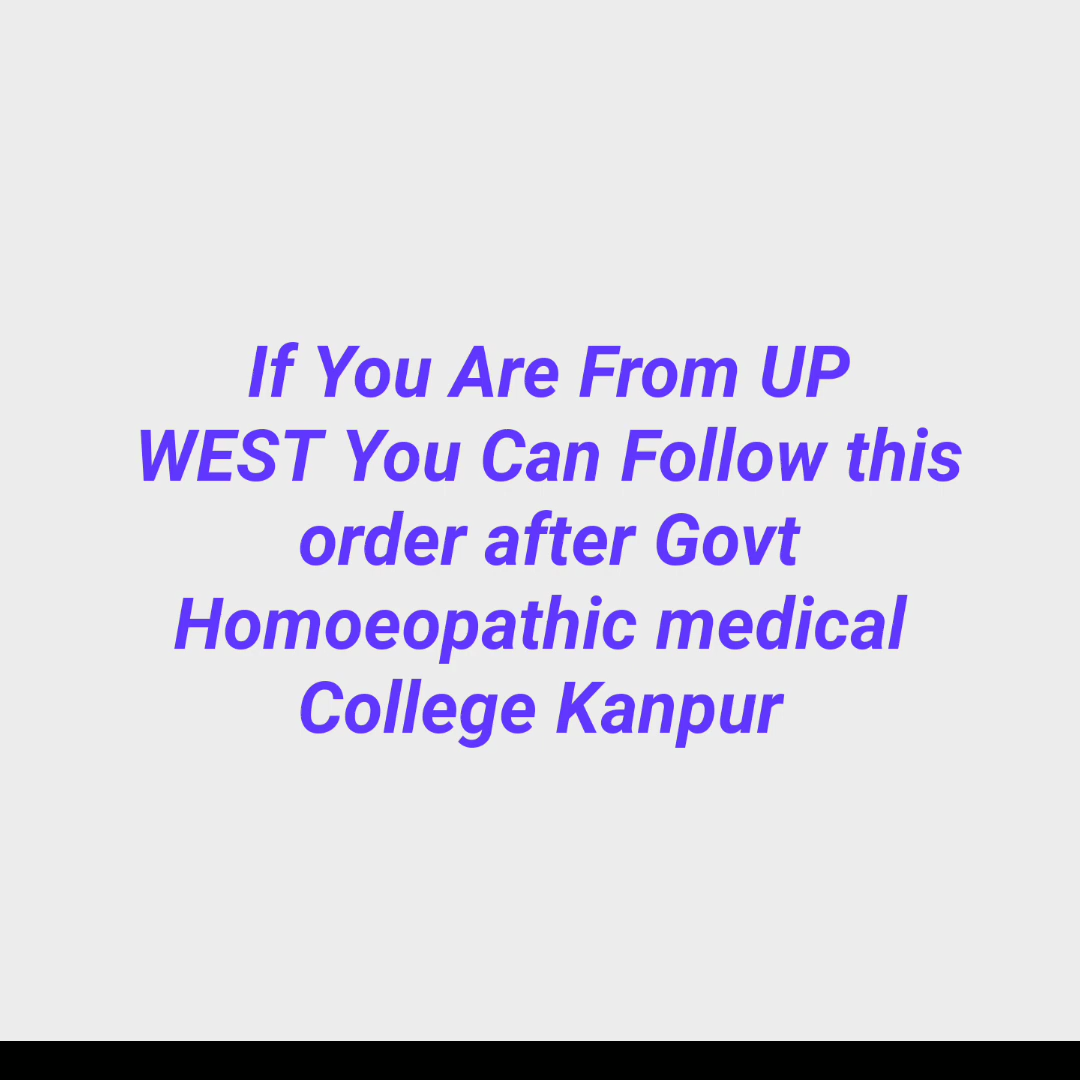 If You Are From UP
WEST You Can Follow this
order after Govt
Homoeopathic medical
College Kanpur